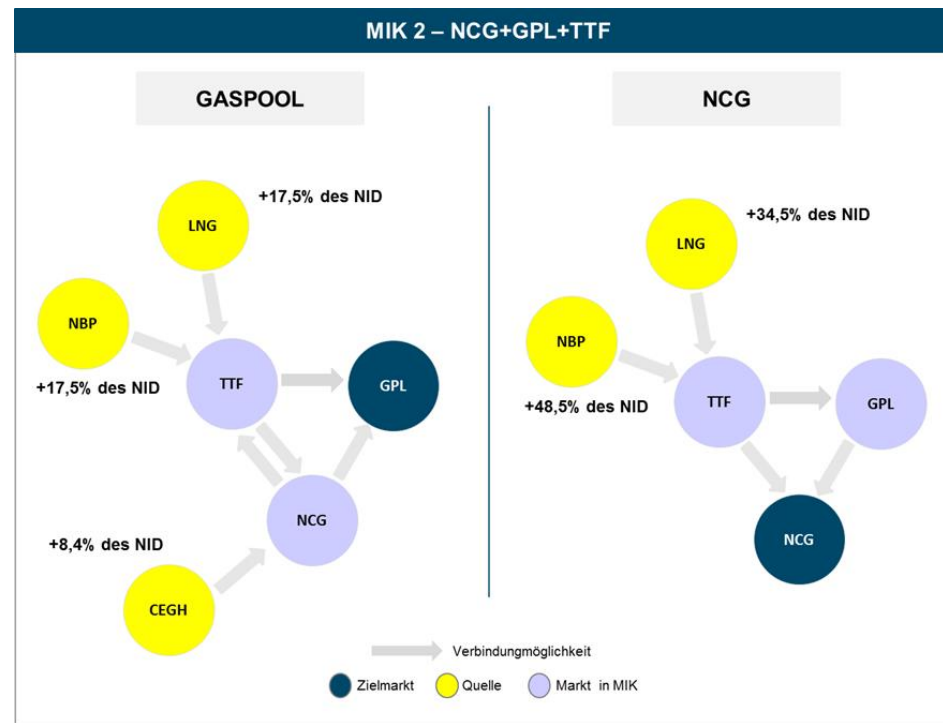 MIK 2 – NCG+GPL+TTF
GASPOOL
+17,5% des NID
LNG
NBP
+17,5% des NID
TTF
GPL
NCG
+8,4% des NID
CEGH
NCG
+34,5% des NID
LNG
NBP
+48,5% des NID
TTF
GPL
NCG
Verbindungmöglichkeit
Zielmarkt
Quelle
Markt in MIK